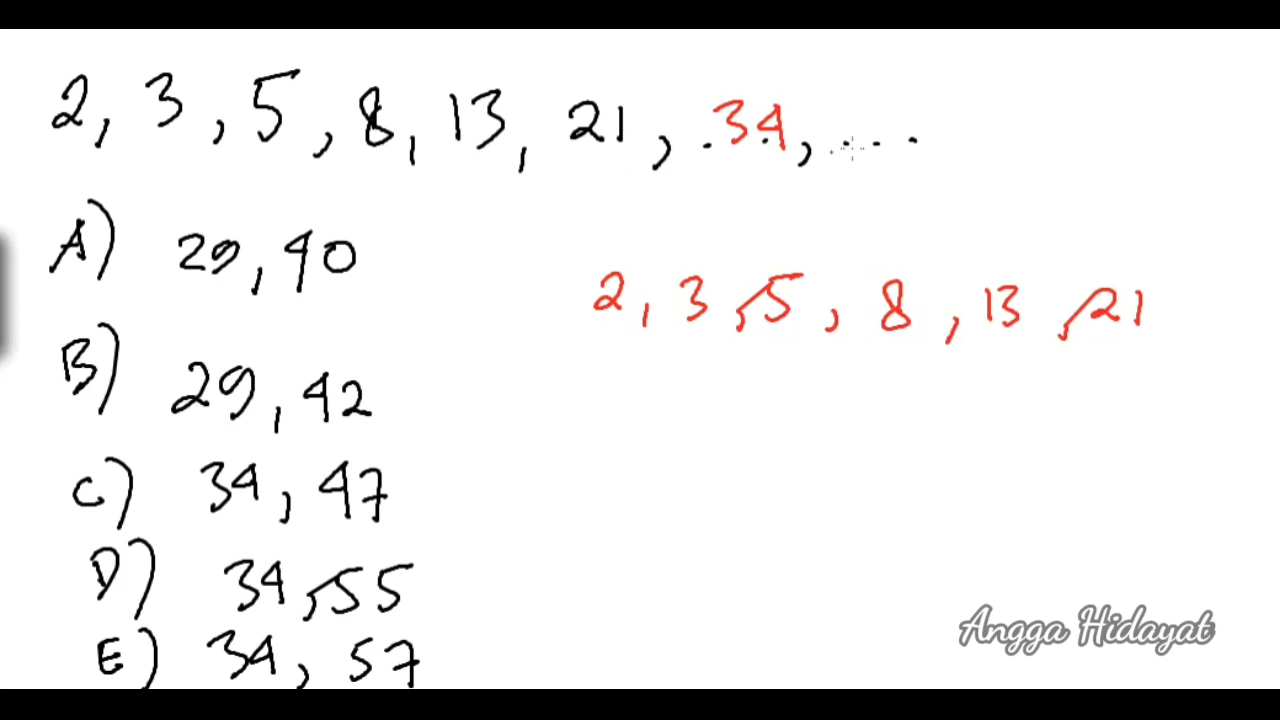 2, 3, 5, 8, 13, 21, .34, ....
A) 29, 40
2, 3, 5, 8, 13, 21
B) 29, 42
C) 34, 47
D) 34, 55
E) 34, 57
Angga Hidayat